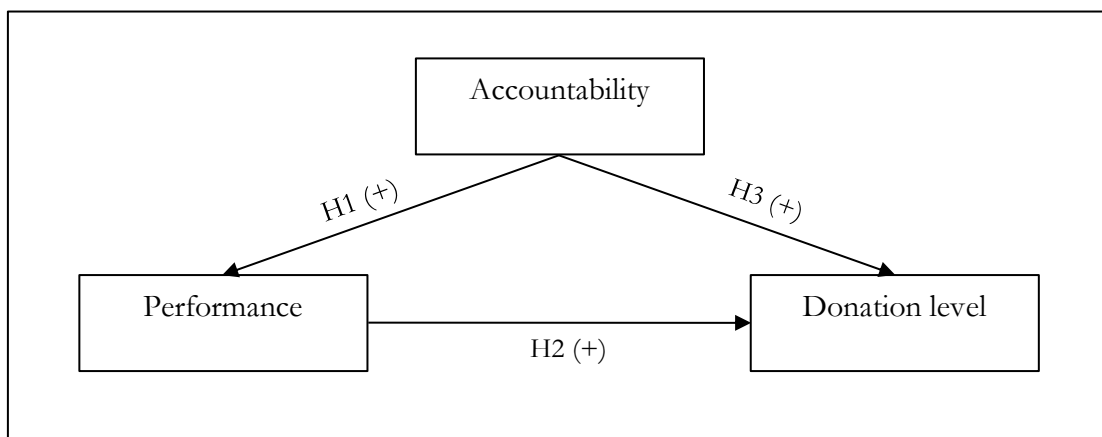 Accountability
H1 (+)
H3 (+)
Performance
Donation level
H2 (+)